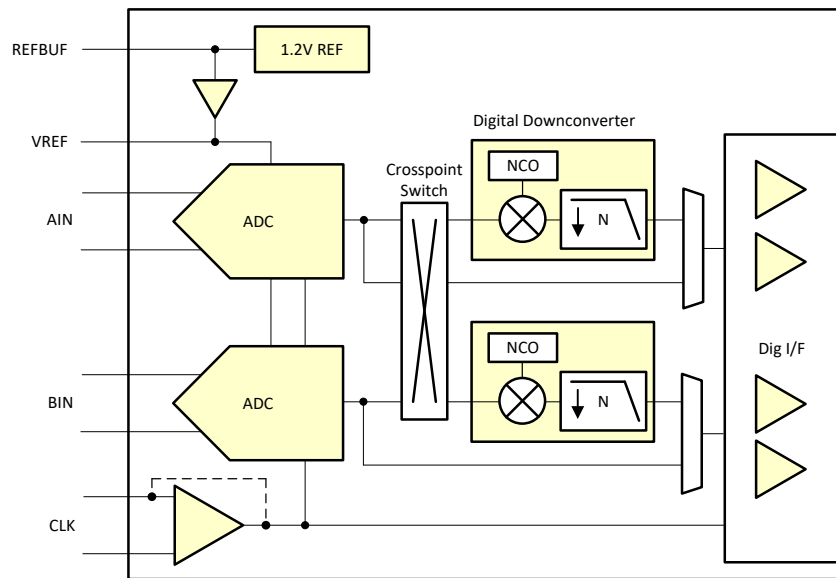 REFBUF
1.2V REF
VREF
Digital Downconverter
Crosspoint
Switch
NCO
AIN
ADC
N
NCO
Dig I/F
BIN
ADC
N
CLK